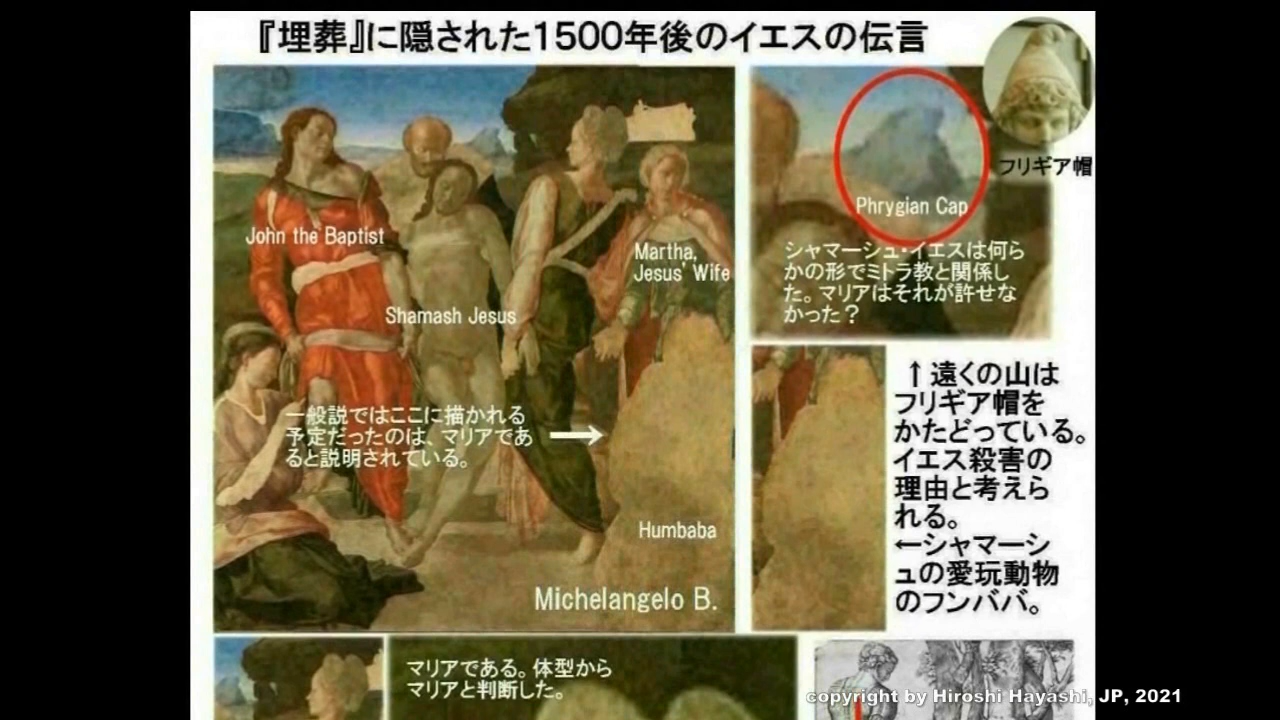 『埋葬』に隠された1500年後のイエスの伝言
John the Baptist
Shamash Jesus
Martha,
Jesus' Wife
一般説ではここに描かれる
予定だったのは、マリアであ
ると説明されている。
Humbaba
Michelangelo B.
フリギア帽
Phrygian Cap
シャマーシュ・イエスは何ら
かの形でミトラ教と関係し
た。マリアはそれが許せな
かった?
↑遠くの山は
フリギア帽を
かたどっている。
イエス殺害の
理由と考えら
れる。
←シャマーシ
ュの愛玩動物
のフンババ。
マリアである。体型から
マリアと判断した。
copyright by Hiroshi Hayashi, JP, 2021